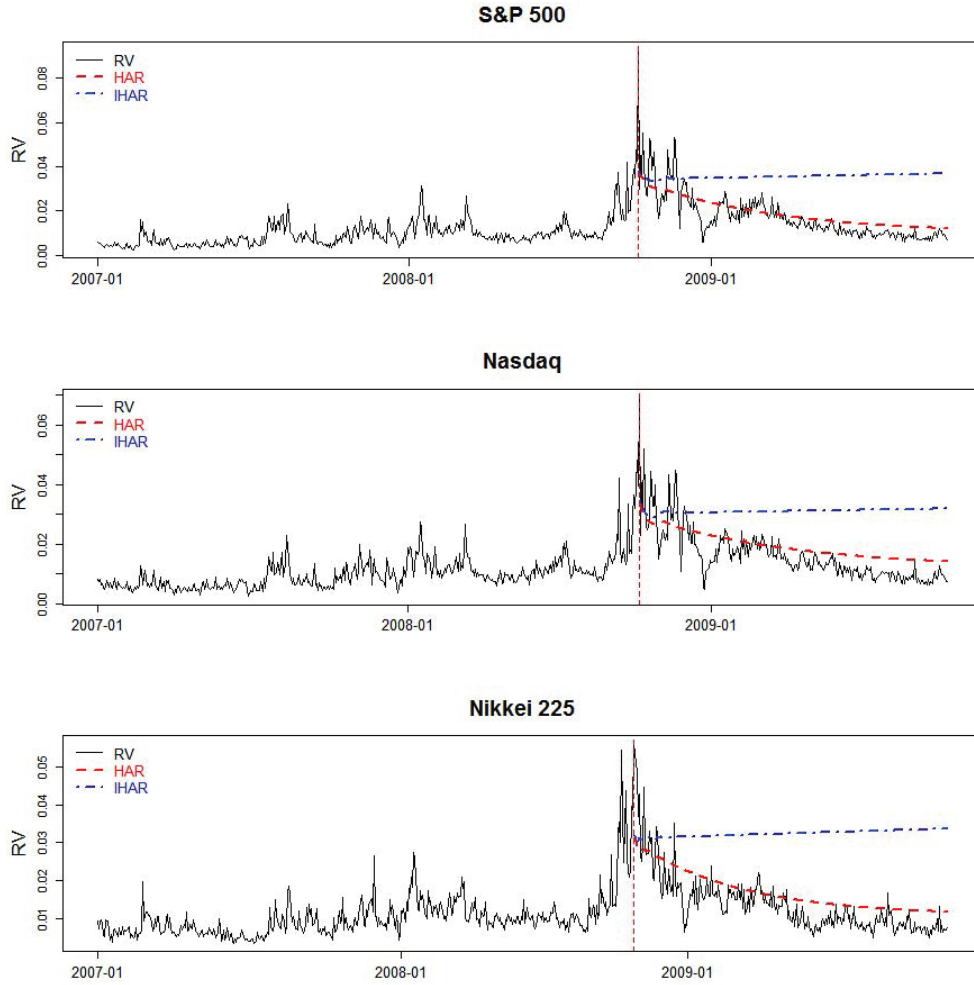 S&P 500
RV
HAR
IHAR
RV
0.00 0.02 0.04 0.06 0.08
2007-01 2008-01 2009-01
Nasdaq
RV
HAR
IHAR
RV
0.00 0.02 0.04 0.06
2007-01 2008-01 2009-01
Nikkei 225
RV
HAR
IHAR
RV
0.01 0.02 0.03 0.04 0.05
2007-01 2008-01 2009-01